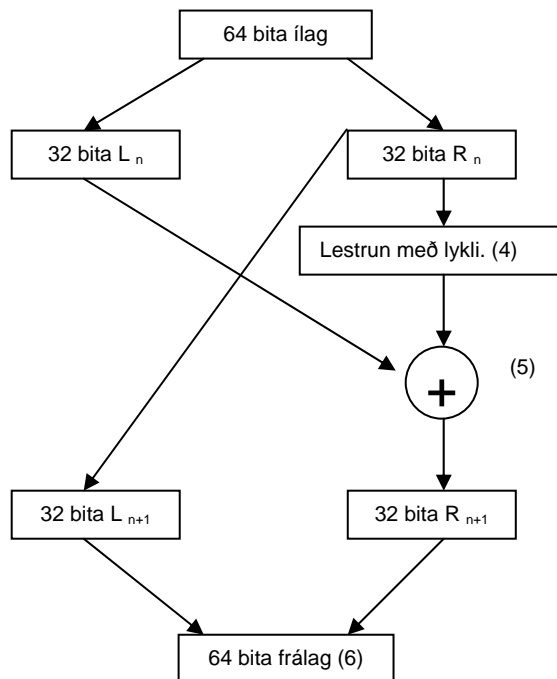 64 bita ílag
32 bita L n
32 bita R n
Lestrun með lykli. (4)
(5)
+
32 bita L n+1
32 bita R n+1
64 bita frálag (6)